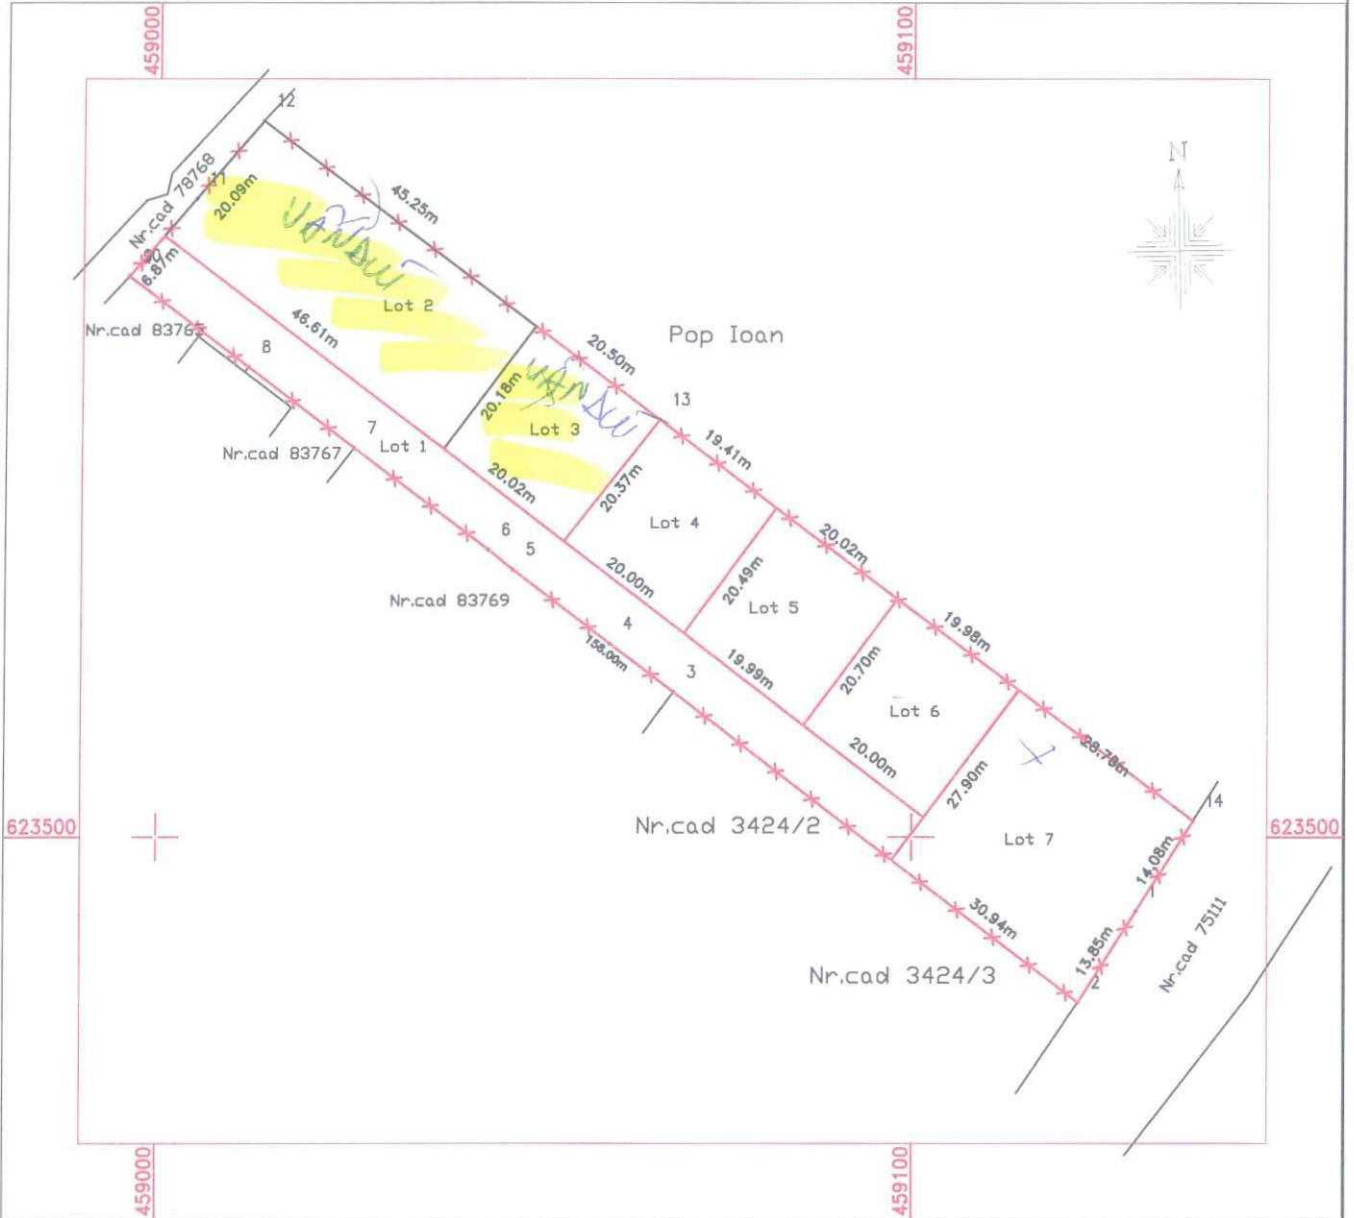 459000
459100
12
N
Nr.cad 78768
11
20.09m
45.25m
VÂNDUT
Lot 2
6.87m
Nr.cad 83765
46.61m
8
Pop Ioan
20.50m
VÂNDUT
20.18m
Lot 3
13
7
Lot 1
Nr.cad 83767
19.41m
20.02m
20.37m
Lot 4
20.02m
6
5
20.00m
20.49m
Lot 5
Nr.cad 83769
4
19.98m
158.00m
3
19.99m
20.70m
Lot 6
20.00m
27.90m
X
28.786m
14
623500
Nr.cad 3424/2
Lot 7
623500
14.08m
30.94m
13.85m
Nr.cad 75111
Nr.cad 3424/3
2
459000
459100